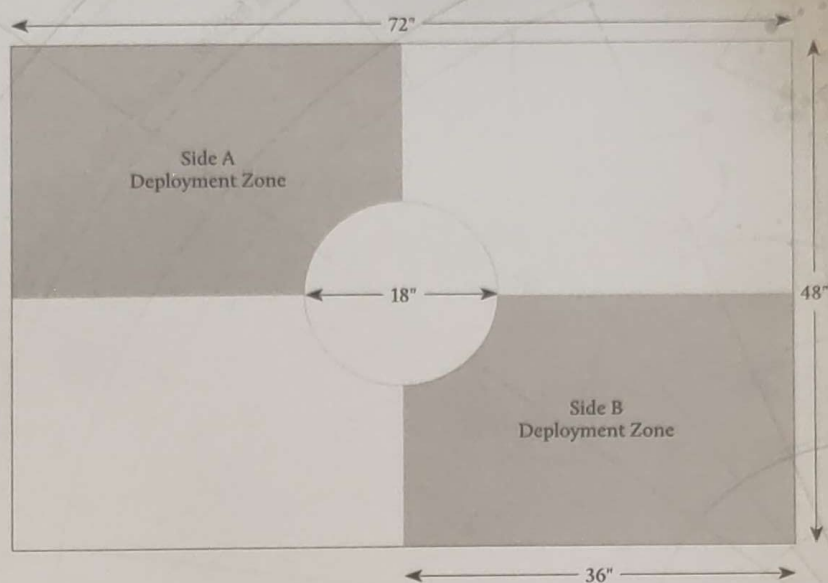 72"
Side A
Deployment Zone
18"
48"
Side B
Deployment Zone
36"